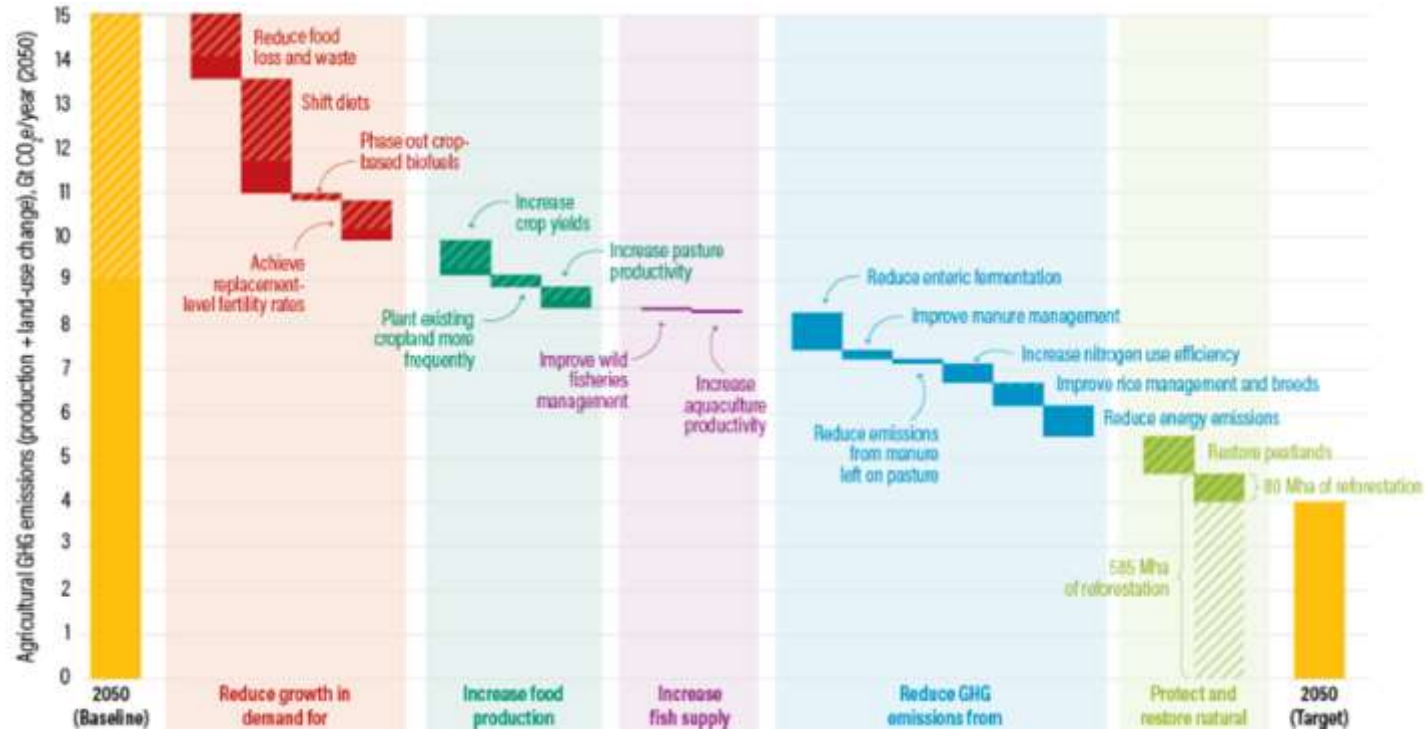 Agricultural GHG emissions (production + land-use change), Gt CO₂e/year (2050)
15
14
13
12
11
10
9
8
7
6
5
4
3
2
1
0
Reduce food
loss and waste
Shift diets
Phase out crop-
based biofuels
Achieve
replacement-
level fertility rates
Increase
crop yields
Increase pasture
productivity
Plant existing
cropland more
frequently
Improve wild
fisheries
management
Increase
aquaculture
productivity
Reduce enteric fermentation
Improve manure management
Increase nitrogen use efficiency
Improve rice management and breeds
Reduce energy emissions
Reduce emissions
from manure
left on pasture
Restore peatlands
80 Mha of reforestation
585 Mha
of reforestation
2050
(Baseline)
Reduce growth in
demand for
Increase food
production
Increase
fish supply
Reduce GHG
emissions from
Protect and
restore natural
2050
(Target)